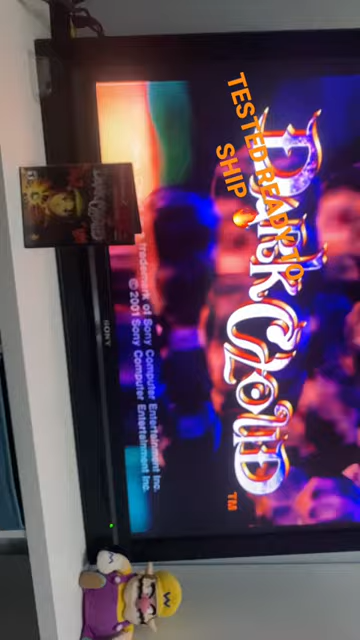 TESTED READY TO
SHIP
DARK CLOUD
TM
trademark of Sony Computer Entertainment Inc.
© 2001 Sony Computer Entertainment Inc.
SONY
W